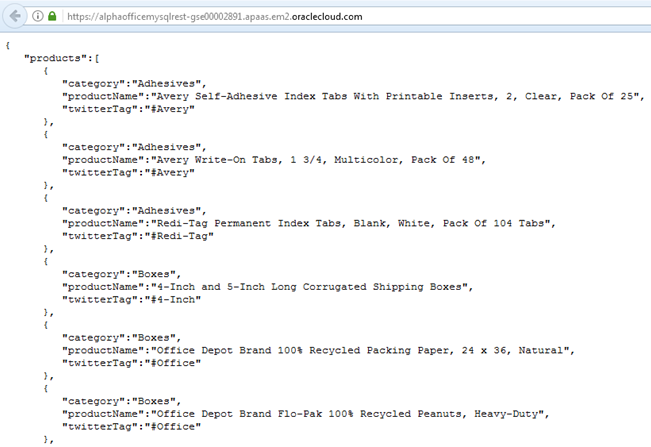 https://alphaofficemysqlrest-gse00002891.apaas.em2.oraclecloud.com
{
"products":[
{
"category":"Adhesives",
"productName":"Avery Self-Adhesive Index Tabs With Printable Inserts, 2, Clear, Pack Of 25",
"twitterTag":"#Avery"
},
{
"category":"Adhesives",
"productName":"Avery Write-On Tabs, 1 3/4, Multicolor, Pack Of 48",
"twitterTag":"#Avery"
},
{
"category":"Adhesives",
"productName":"Redi-Tag Permanent Index Tabs, Blank, White, Pack Of 104 Tabs",
"twitterTag":"#Redi-Tag"
},
{
"category":"Boxes",
"productName":"4-Inch and 5-Inch Long Corrugated Shipping Boxes",
"twitterTag":"#4-Inch"
},
{
"category":"Boxes",
"productName":"Office Depot Brand 100% Recycled Packing Paper, 24 x 36, Natural",
"twitterTag":"#Office"
},
{
"category":"Boxes",
"productName":"Office Depot Brand Flo-Pak 100% Recycled Peanuts, Heavy-Duty",
"twitterTag":"#Office"
},